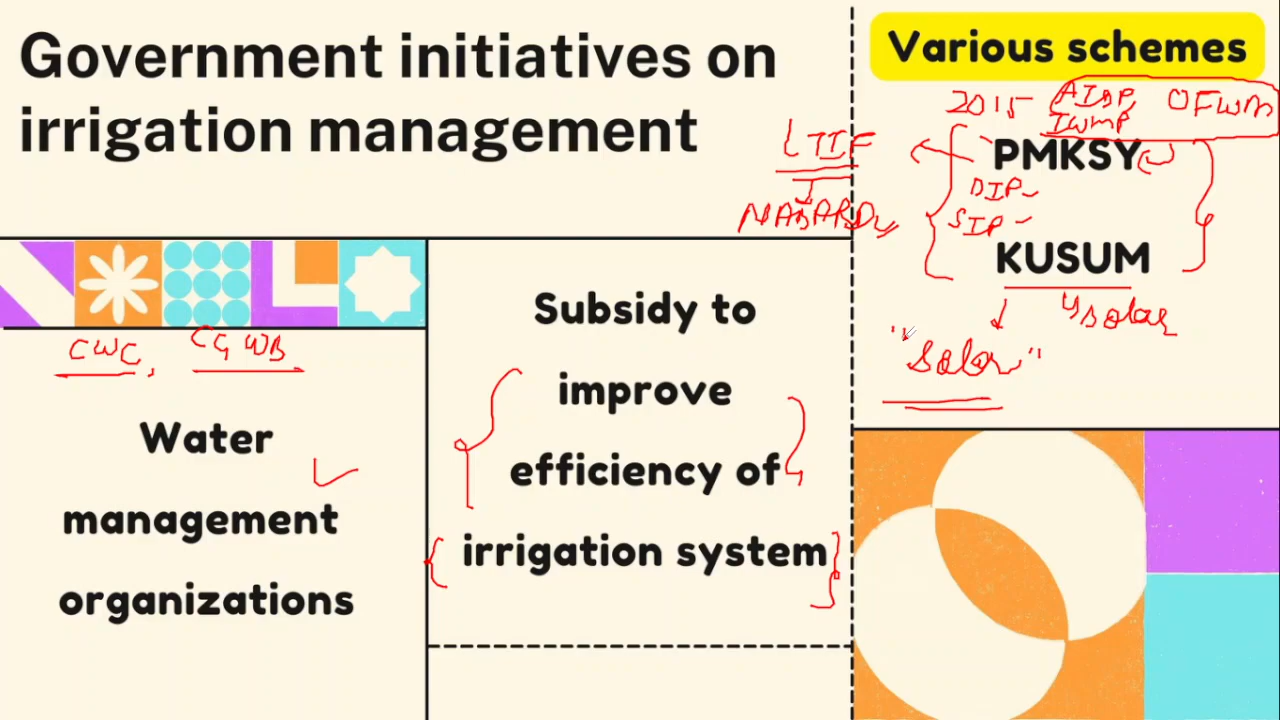 Government initiatives on
irrigation management
Various schemes
2015 AIBP OFWM
IWMP
LTIF
PMKSY
DIP
SIP
NABARD
KUSUM
solar
"Solar"
CWC, CGWB
Water
management
organizations
Subsidy to
improve
efficiency of
irrigation system